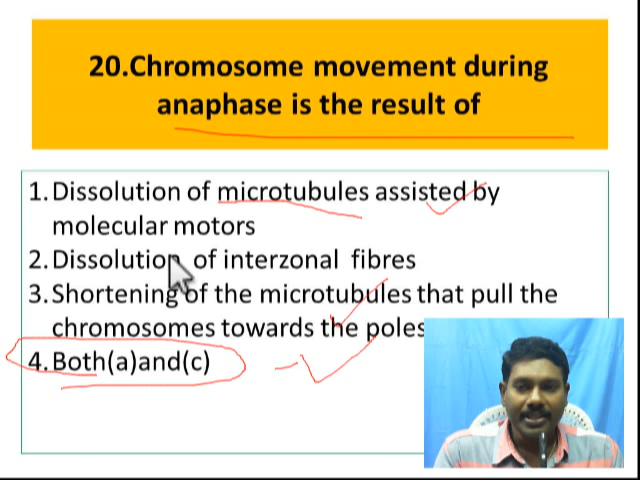 20.Chromosome movement during
anaphase is the result of
1. Dissolution of microtubules assisted by
molecular motors
2. Dissolution of interzonal fibres
3. Shortening of the microtubules that pull the
chromosomes towards the poles
4. Both(a)and(c)